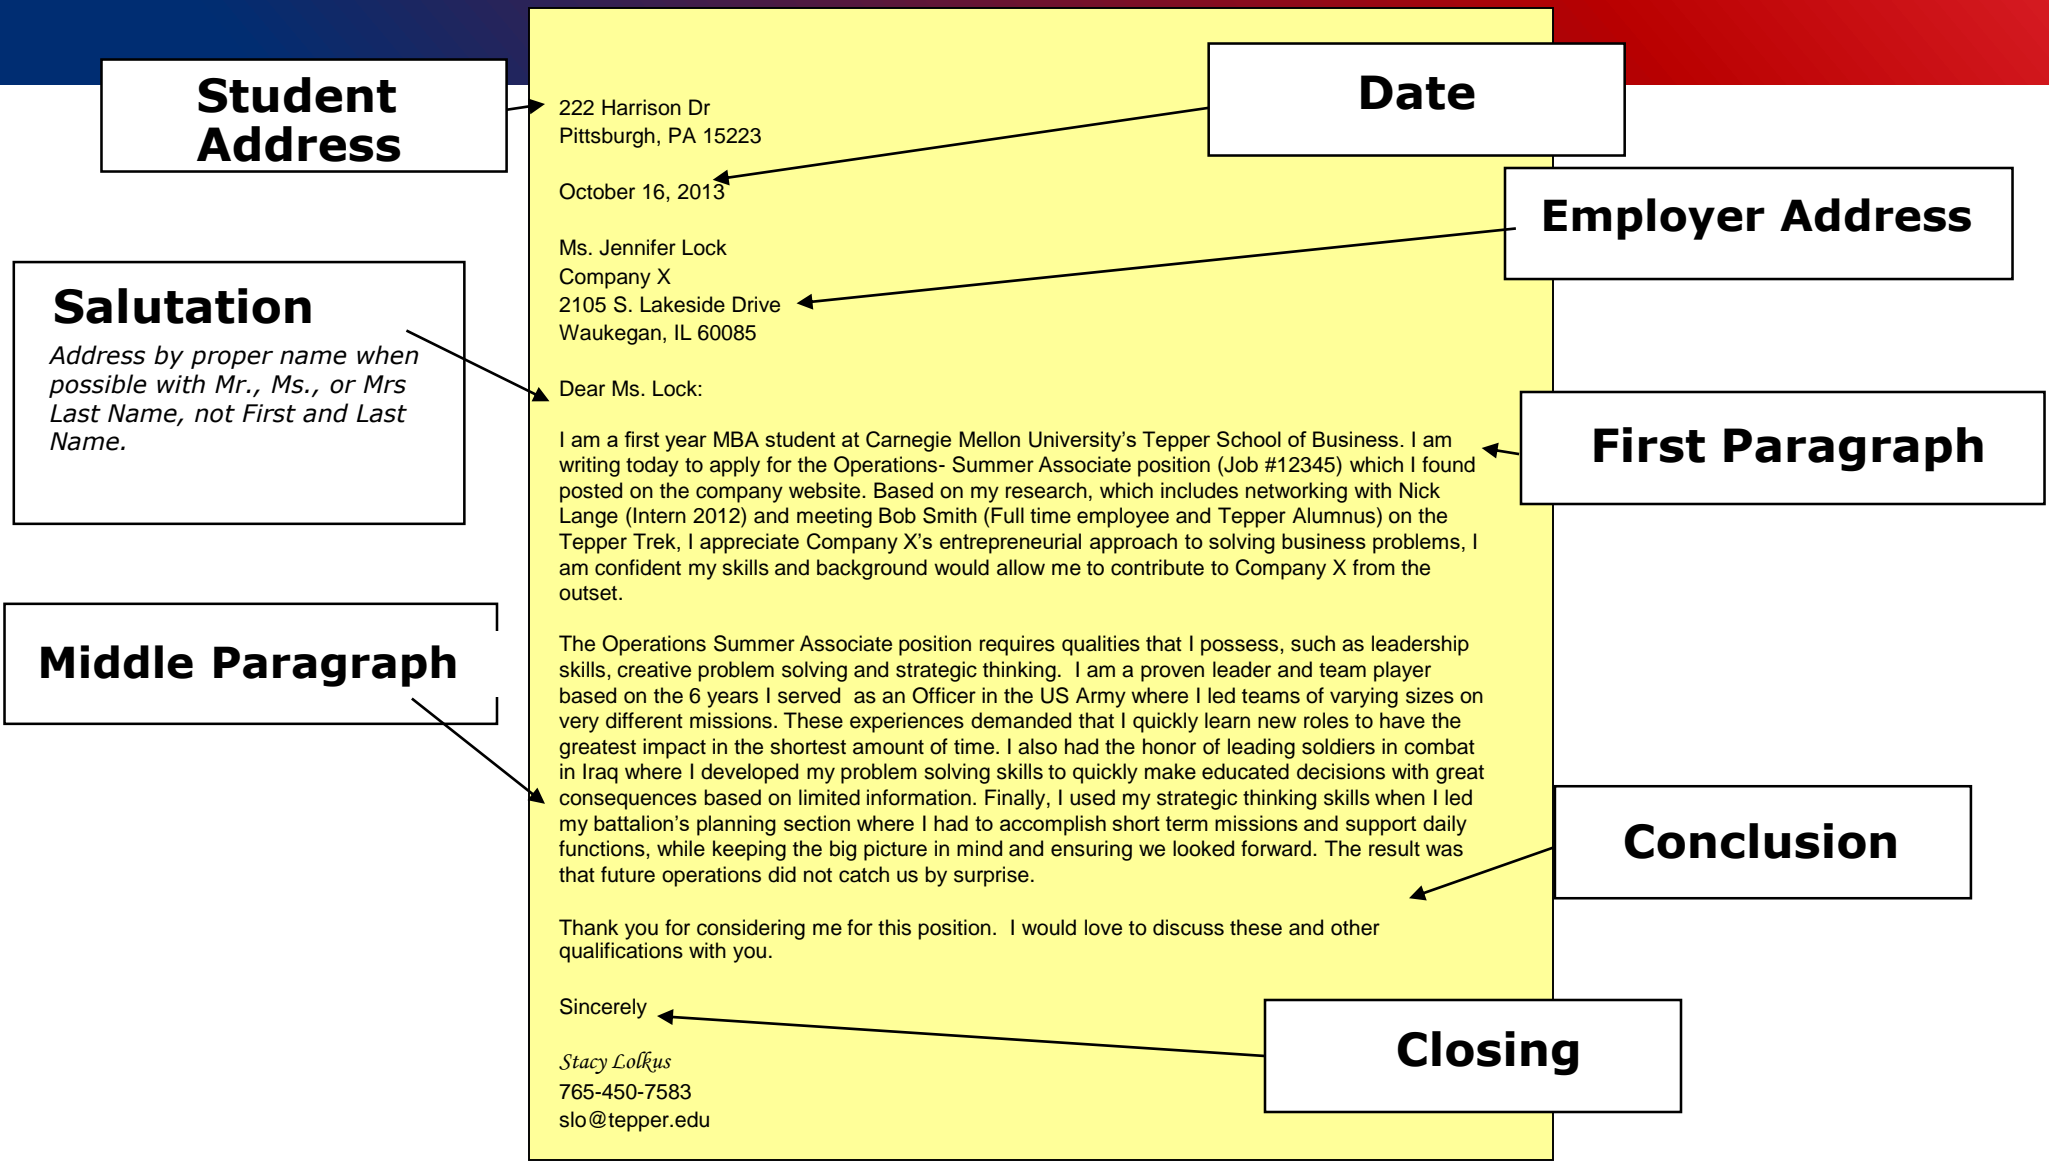 Student
Address
Date
Employer Address
Salutation
Address by proper name when
possible with Mr., Ms., or Mrs
Last Name, not First and Last
Name.
First Paragraph
Middle Paragraph
Conclusion
Closing
222 Harrison Dr
Pittsburgh, PA 15223
October 16, 2013
Ms. Jennifer Lock
Company X
2105 S. Lakeside Drive
Waukegan, IL 60085
Dear Ms. Lock:
I am a first year MBA student at Carnegie Mellon University’s Tepper School of Business. I am
writing today to apply for the Operations- Summer Associate position (Job #12345) which I found
posted on the company website. Based on my research, which includes networking with Nick
Lange (Intern 2012) and meeting Bob Smith (Full time employee and Tepper Alumnus) on the
Tepper Trek, I appreciate Company X’s entrepreneurial approach to solving business problems, I
am confident my skills and background would allow me to contribute to Company X from the
outset.
The Operations Summer Associate position requires qualities that I possess, such as leadership
skills, creative problem solving and strategic thinking.  I am a proven leader and team player
based on the 6 years I served  as an Officer in the US Army where I led teams of varying sizes on
very different missions. These experiences demanded that I quickly learn new roles to have the
greatest impact in the shortest amount of time. I also had the honor of leading soldiers in combat
in Iraq where I developed my problem solving skills to quickly make educated decisions with great
consequences based on limited information. Finally, I used my strategic thinking skills when I led
my battalion’s planning section where I had to accomplish short term missions and support daily
functions, while keeping the big picture in mind and ensuring we looked forward. The result was
that future operations did not catch us by surprise.
Thank you for considering me for this position.  I would love to discuss these and other
qualifications with you.
Sincerely
Stacy Lolkus
765-450-7583
slo@tepper.edu